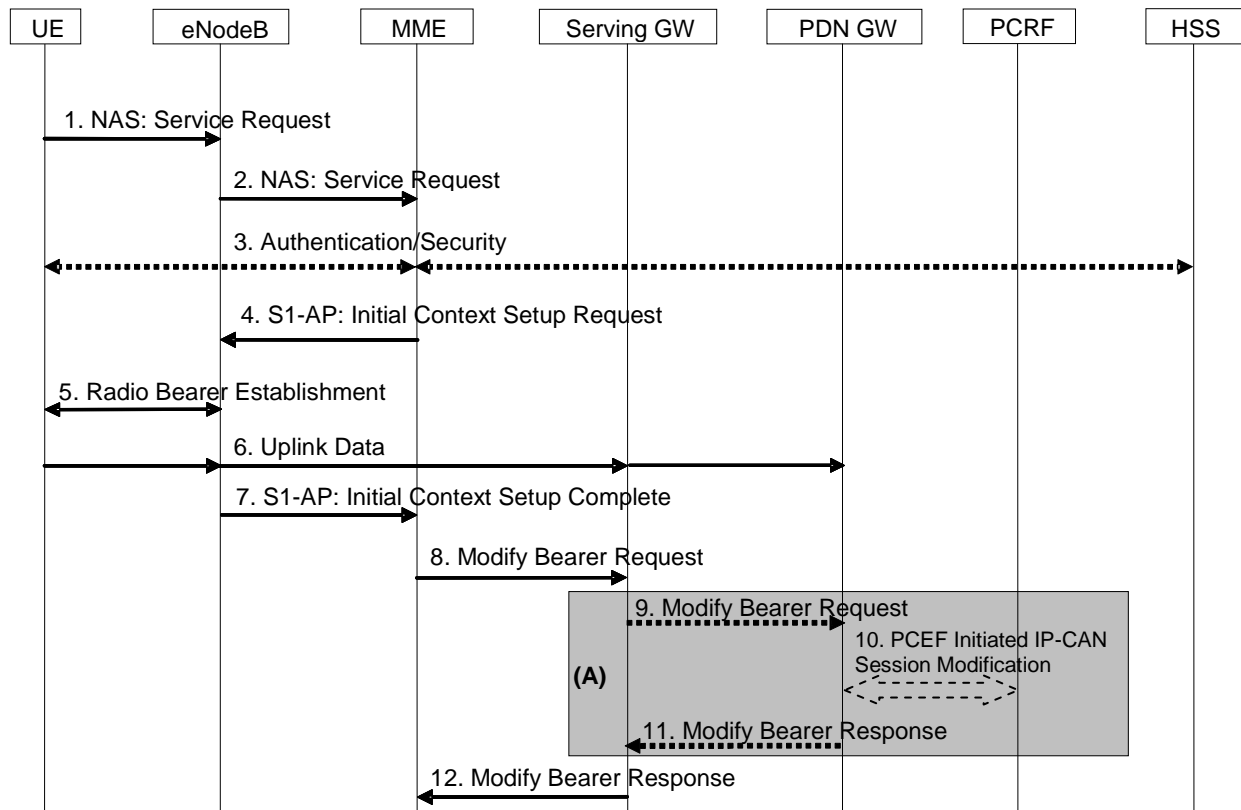 UE
eNodeB
MME
Serving GW
PDN GW
PCRF
HSS
1. NAS: Service Request
2. NAS: Service Request
3. Authentication/Security
4. S1-AP: Initial Context Setup Request
5. Radio Bearer Establishment
6. Uplink Data
7. S1-AP: Initial Context Setup Complete
8. Modify Bearer Request
9. Modify Bearer Request
10. PCEF Initiated IP-CAN
Session Modification
(A)
11. Modify Bearer Response
12. Modify Bearer Response